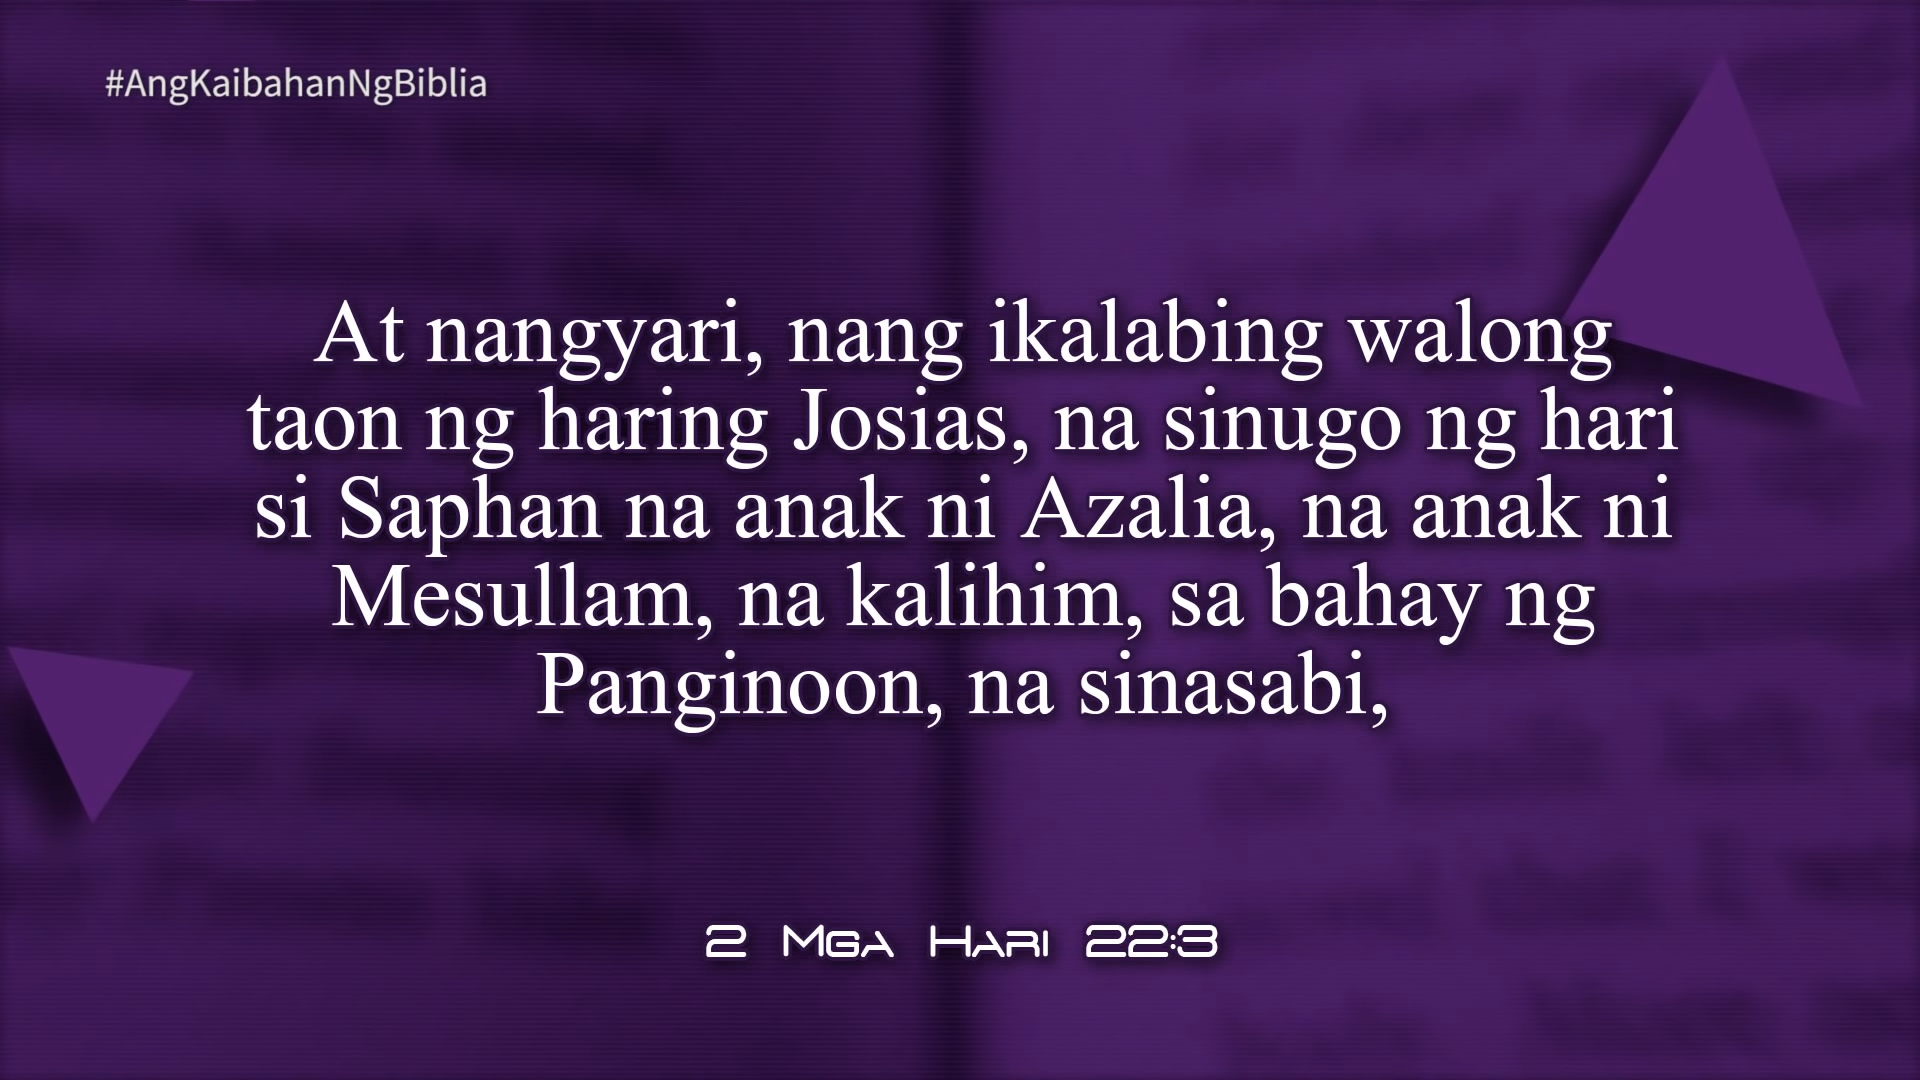 #AngKaibahanNgBiblia
At nangyari, nang ikalabing walong
taon ng haring Josias, na sinugo ng hari
si Saphan na anak ni Azalia, na anak ni
Mesullam, na kalihim, sa bahay ng
Panginoon, na sinasabi,
2 Mga Hari 22:3